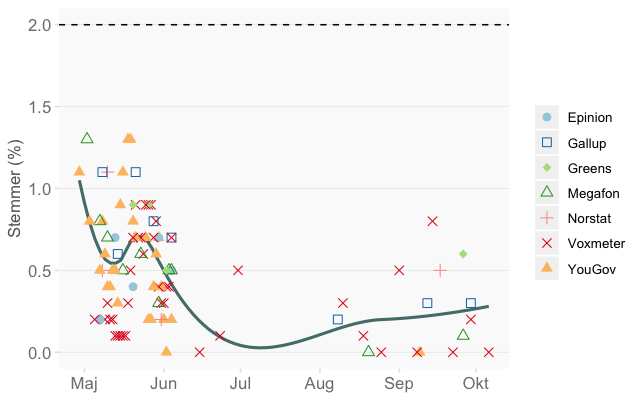 2.0
1.5
1.0
0.5
0.0
Stemmer (%)
Maj Jun Jul Aug Sep Okt
Epinion
Gallup
Greens
Megafon
Norstat
Voxmeter
YouGov